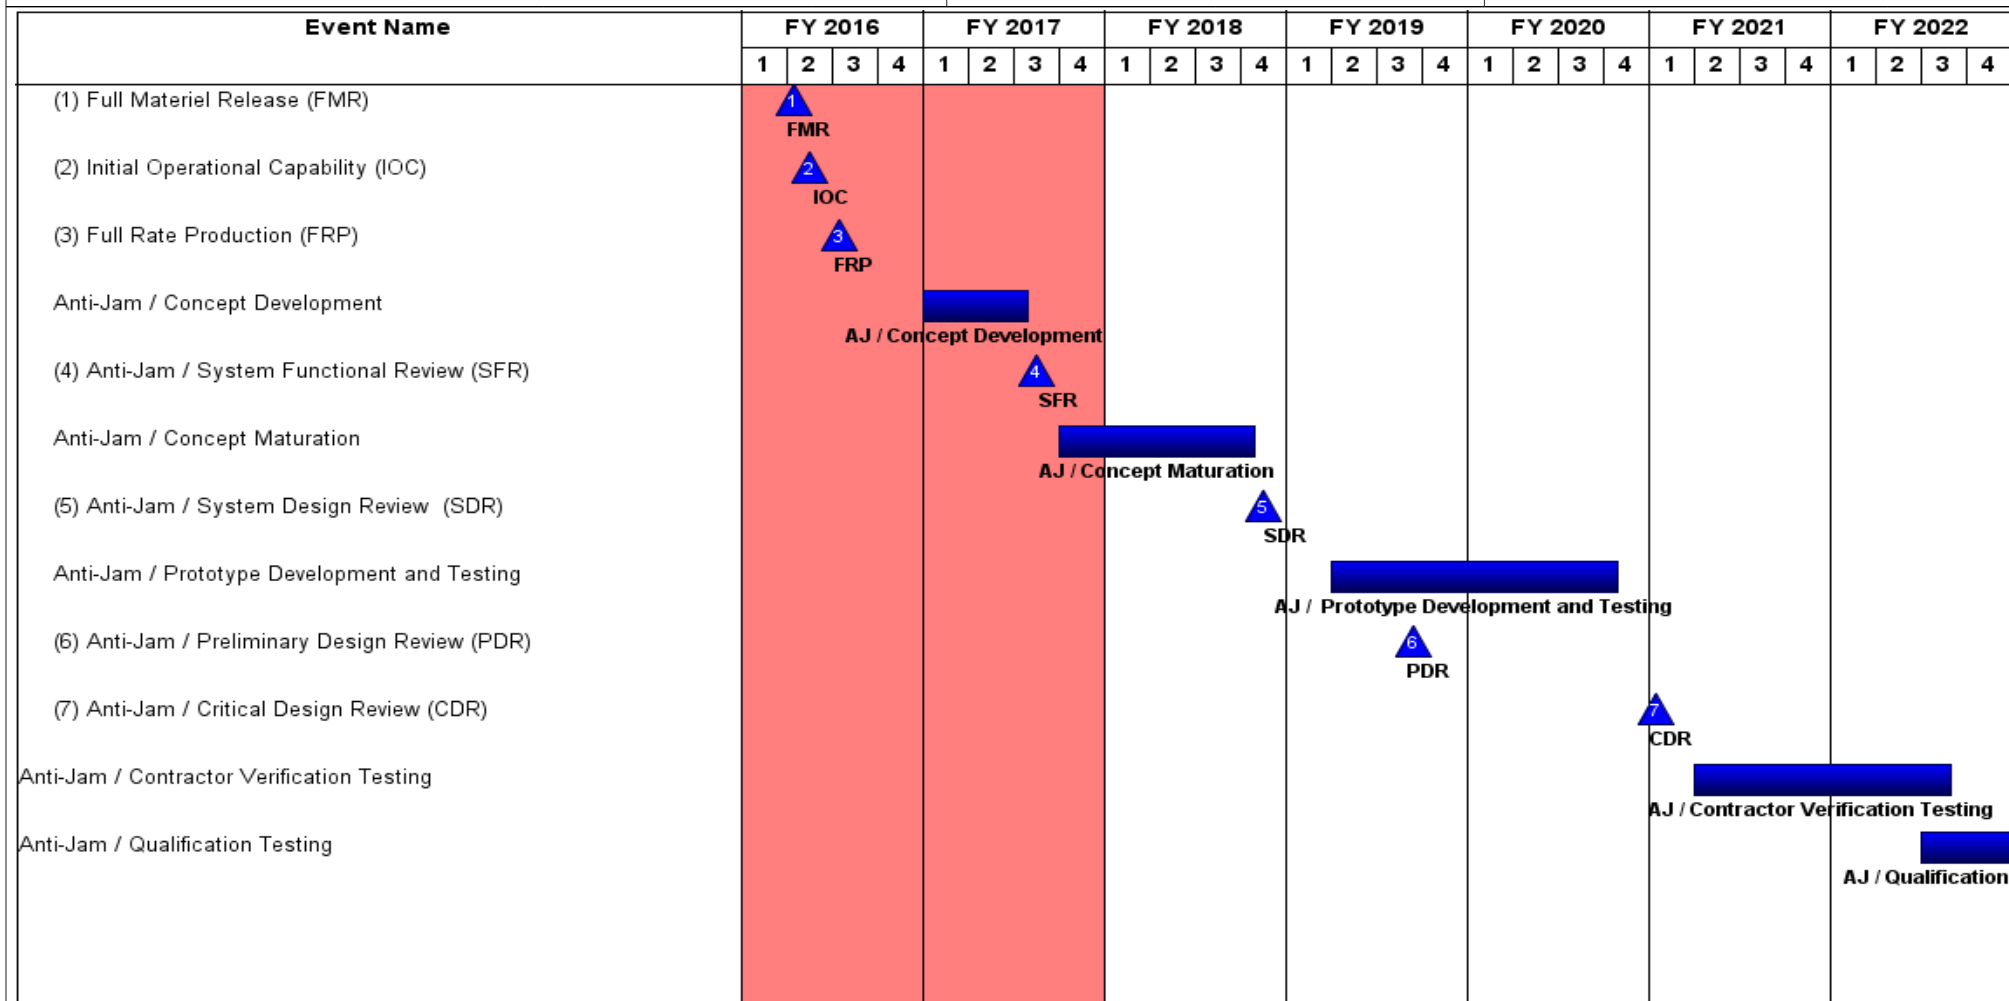 Event Name FY 2016 FY 2017 FY 2018 FY 2019 FY 2020 FY 2021 FY 2022
1 2 3 4 1 2 3 4 1 2 3 4 1 2 3 4 1 2 3 4 1 2 3 4 1 2 3 4
(1) Full Materiel Release (FMR) 1
FMR
(2) Initial Operational Capability (IOC) 2
IOC
(3) Full Rate Production (FRP) 3
FRP
Anti-Jam / Concept Development
AJ / Concept Development
(4) Anti-Jam / System Functional Review (SFR) 4
SFR
Anti-Jam / Concept Maturation
AJ / Concept Maturation
(5) Anti-Jam / System Design Review (SDR) 5
SDR
Anti-Jam / Prototype Development and Testing
AJ / Prototype Development and Testing
(6) Anti-Jam / Preliminary Design Review (PDR) 6
PDR
(7) Anti-Jam / Critical Design Review (CDR) 7
CDR
Anti-Jam / Contractor Verification Testing
AJ / Contractor Verification Testing
Anti-Jam / Qualification Testing
AJ / Qualification